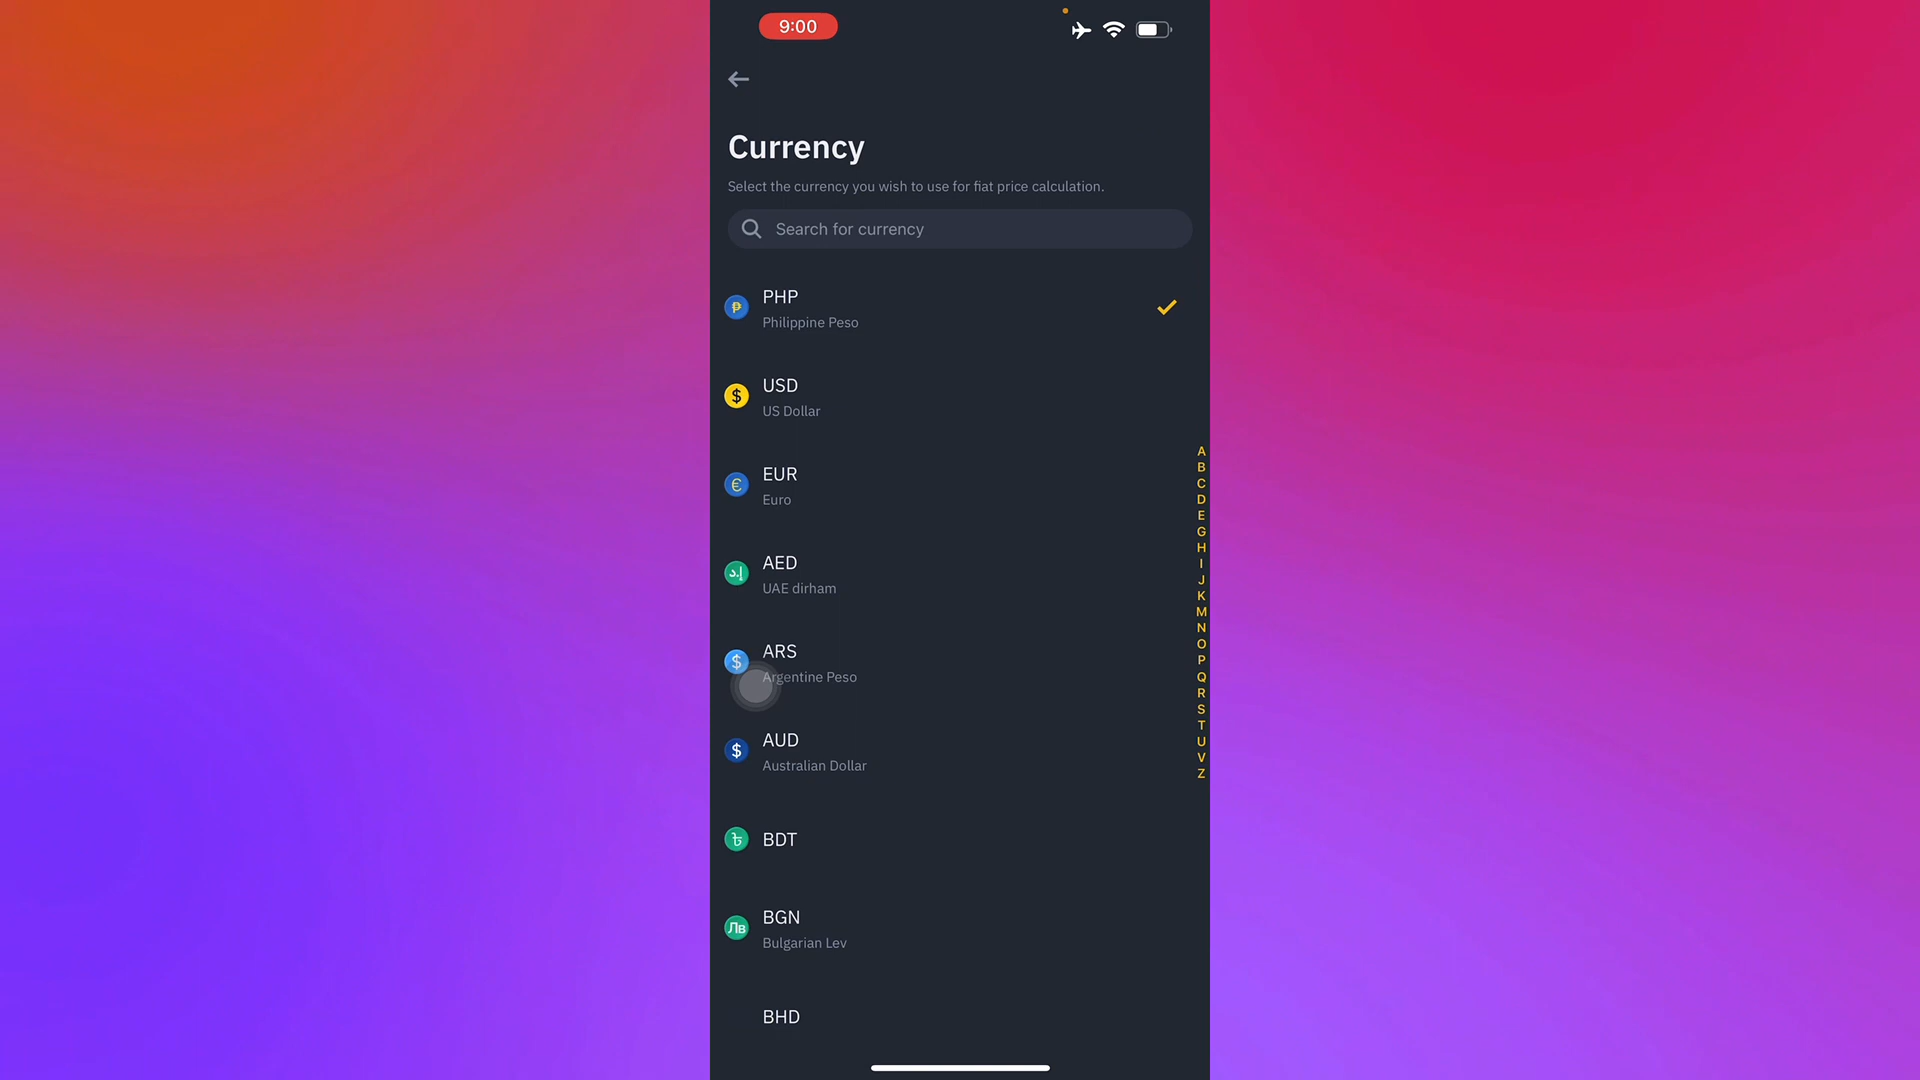 9:00
Currency
Select the currency you wish to use for fiat price calculation.
Search for currency
₱
PHP
Philippine Peso
$
USD
US Dollar
€
EUR
Euro
د.إ
AED
UAE dirham
$
ARS
Argentine Peso
$
AUD
Australian Dollar
৳
BDT
Лв
BGN
Bulgarian Lev
BHD
A
B
C
D
E
G
H
I
J
K
M
N
O
P
Q
R
S
T
U
V
Z